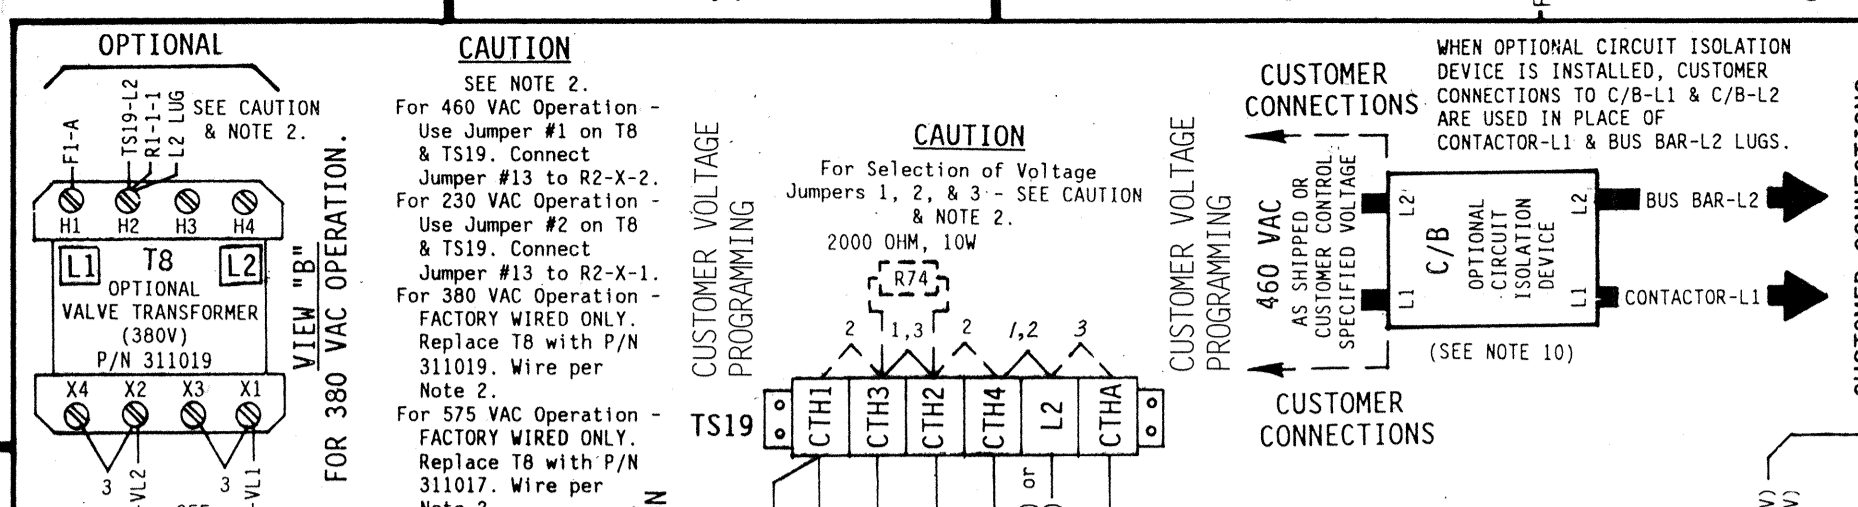 OPTIONAL
F1-A
TS19-L2
R1-1-1
L2 LUG
SEE CAUTION
& NOTE 2.
H1 H2 H3 H4
L1 T8 L2
OPTIONAL
VALVE TRANSFORMER
(380V)
P/N 311019
X4 X2 X3 X1
3 VL2 3 VL1
VIEW "B"
FOR 380 VAC OPERATION.
CAUTION
SEE NOTE 2.
For 460 VAC Operation -
Use Jumper #1 on T8
& TS19. Connect
Jumper #13 to R2-X-2.
For 230 VAC Operation -
Use Jumper #2 on T8
& TS19. Connect
Jumper #13 to R2-X-1.
For 380 VAC Operation -
FACTORY WIRED ONLY.
Replace T8 with P/N
311019. Wire per
Note 2.
For 575 VAC Operation -
FACTORY WIRED ONLY.
Replace T8 with P/N
311017. Wire per
N
CUSTOMER VOLTAGE
PROGRAMMING
CAUTION
For Selection of Voltage
Jumpers 1, 2, & 3 - SEE CAUTION
& NOTE 2.
2000 OHM, 10W
R74
2 1,3 2 1,2 3
TS19
CTH1 CTH3 CTH2 CTH4 L2 CTHA
or
CUSTOMER VOLTAGE
PROGRAMMING
CUSTOMER
CONNECTIONS
460 VAC
AS SHIPPED OR
CUSTOMER CONTROL
SPECIFIED VOLTAGE
CUSTOMER
CONNECTIONS
WHEN OPTIONAL CIRCUIT ISOLATION
DEVICE IS INSTALLED, CUSTOMER
CONNECTIONS TO C/B-L1 & C/B-L2
ARE USED IN PLACE OF
CONTACTOR-L1 & BUS BAR-L2 LUGS.
L2 L2
L1 L1
C/B
OPTIONAL
CIRCUIT
ISOLATION
DEVICE
BUS BAR-L2
CONTACTOR-L1
(SEE NOTE 10)
V)
V)